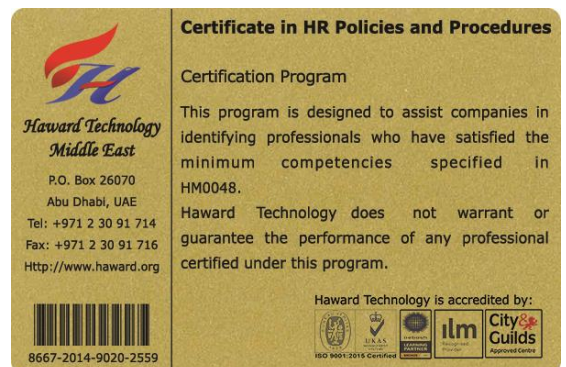 Haward Technology
Middle East
P.O. Box 26070
Abu Dhabi, UAE
Tel: +971 2 30 91 714
Fax: +971 2 30 91 716
Http://www.haward.org
8667-2014-9020-2559
Certificate in HR Policies and Procedures
Certification Program
This program is designed to assist companies in
identifying professionals who have satisfied the
minimum competencies specified in
HM0048.
Haward Technology does not warrant or
guarantee the performance of any professional
certified under this program.
Haward Technology is accredited by:
UKAS
ilm
City&
Guilds
Approved Centre
ISO 9001:2015 Certified
LEARNING
PARTNER